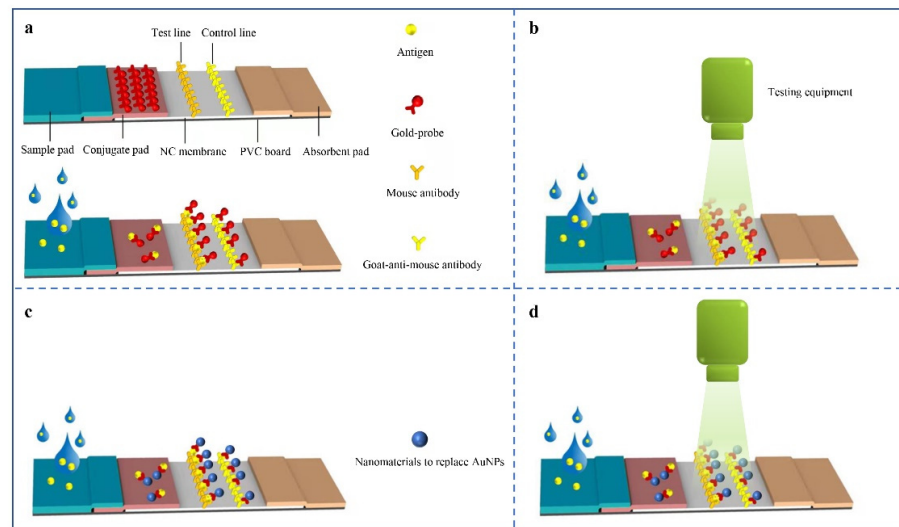 a
Test line
Control line
Antigen
Gold-probe
Sample pad
Conjugate pad
NC membrane
PVC board
Absorbent pad
Mouse antibody
Goat-anti-mouse antibody
b
Testing equipment
c
Nanomaterials to replace AuNPs
d